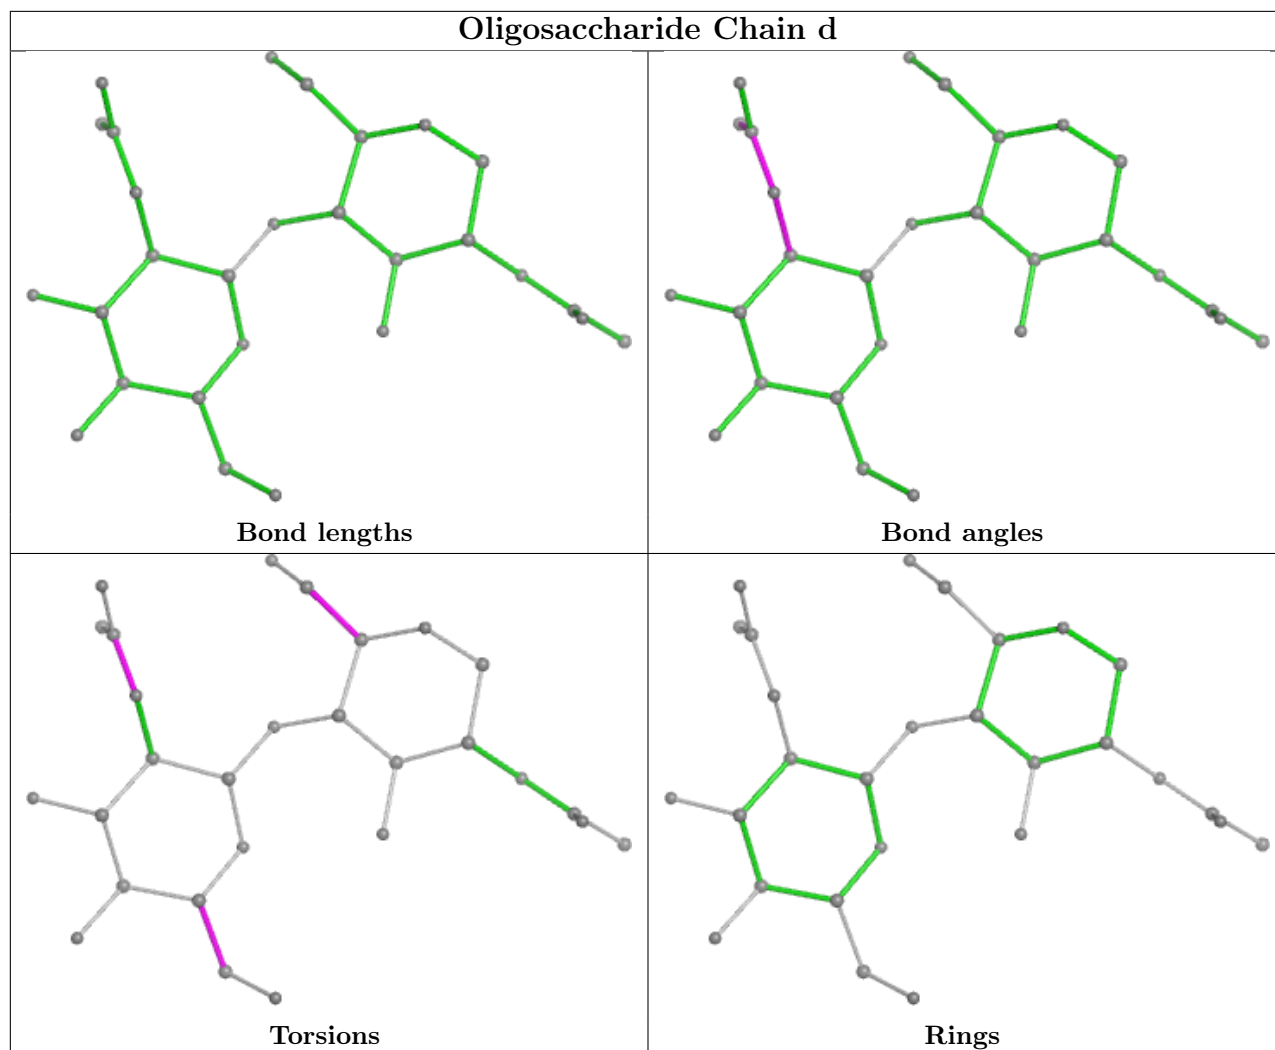 Oligosaccharide Chain d
Bond lengths
Bond angles
Torsions
Rings